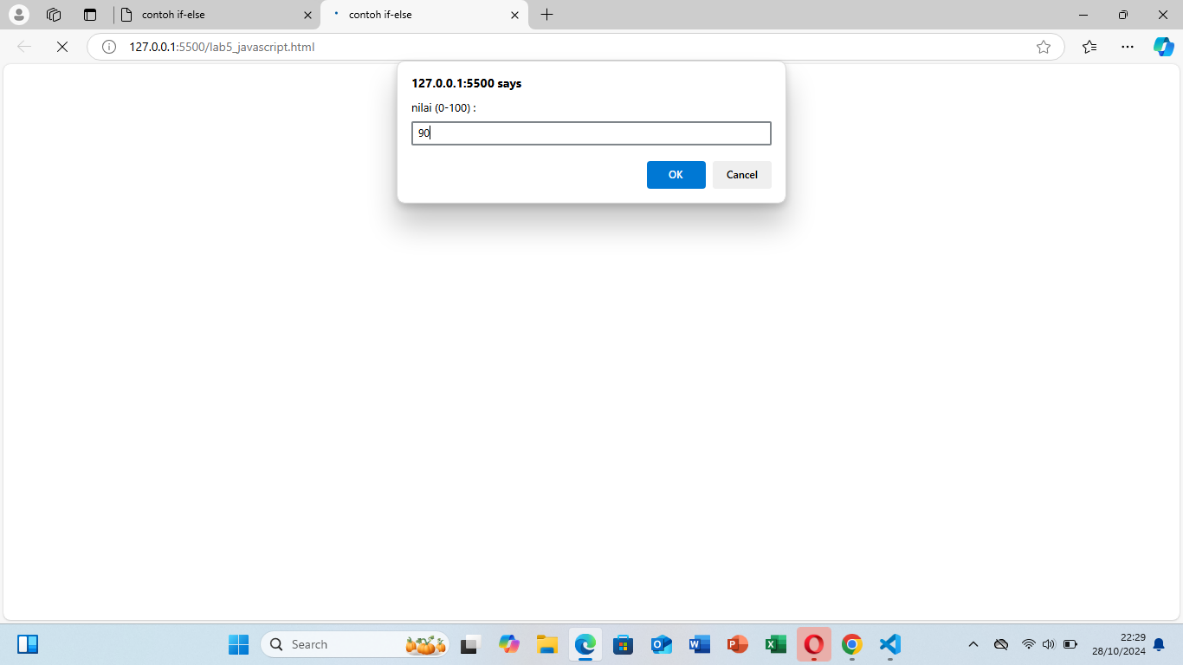 contoh if-else
contoh if-else
127.0.0.1:5500/lab5_javascript.html
127.0.0.1:5500 says
nilai (0-100) :
90
OK
Cancel
Search
22:29
28/10/2024